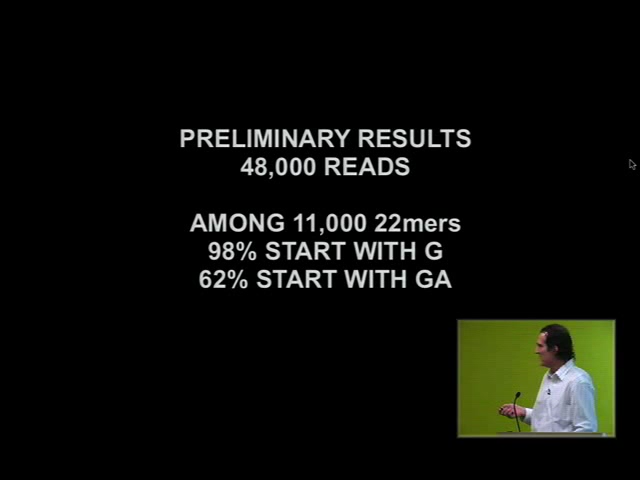 PRELIMINARY RESULTS
48,000 READS
AMONG 11,000 22mers
98% START WITH G
62% START WITH GA